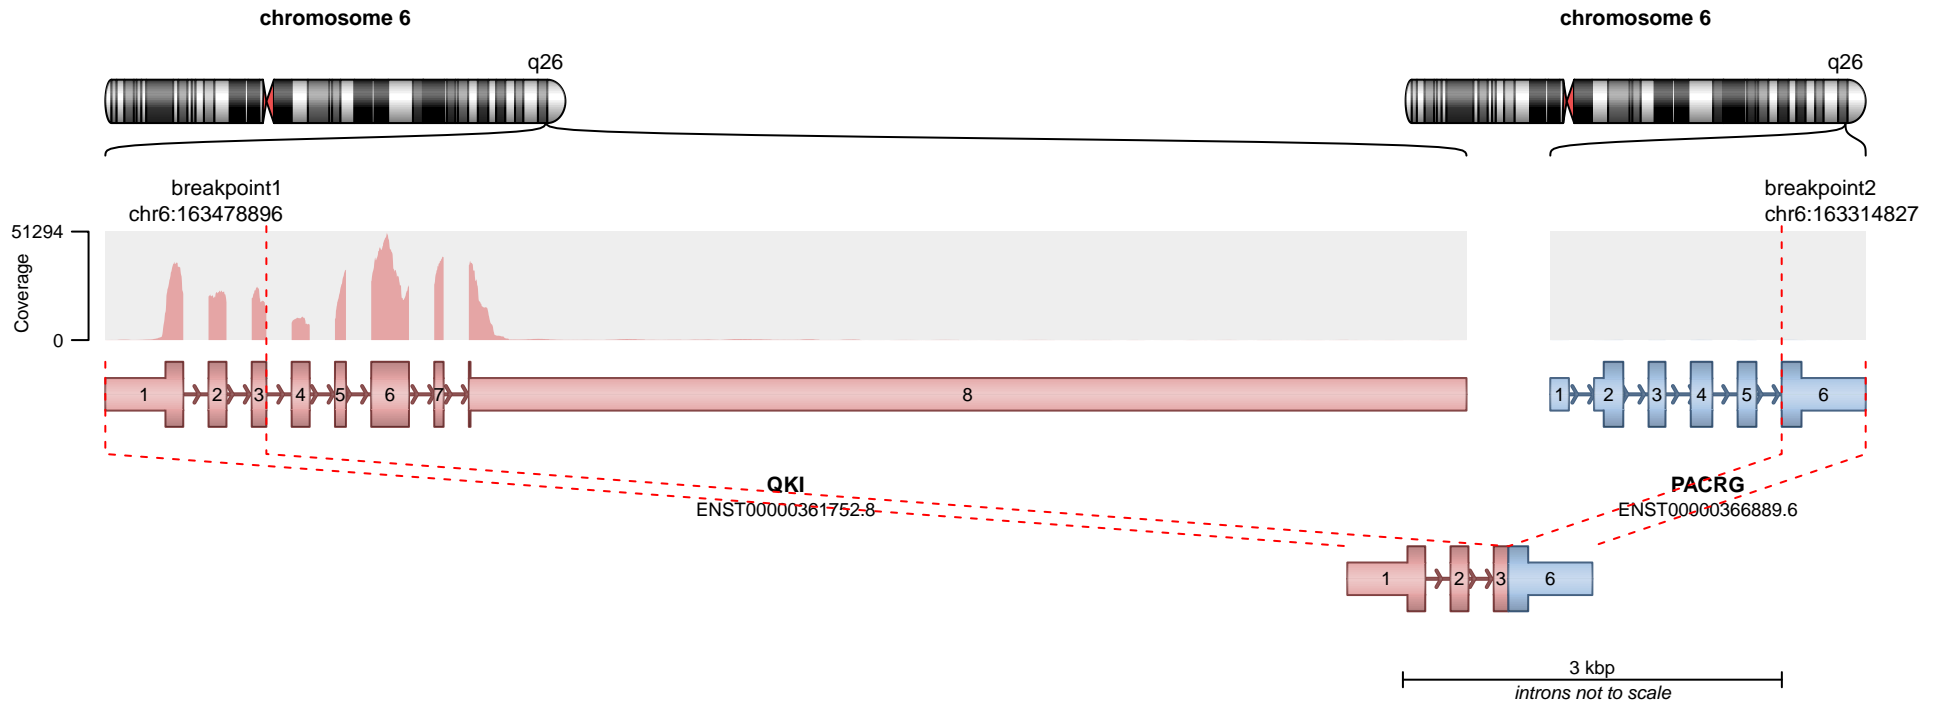 chromosome 6
chromosome 6
q26
q26
breakpoint1
chr6:163478896
breakpoint2
chr6:163314827
51294
Coverage
0
1 2 3 4 5 6 7 8
1 2 3 4 5 6
QKI
ENST00000361752.8
PACRG
ENST00000366889.6
1 2 3 6
3 kbp
introns not to scale